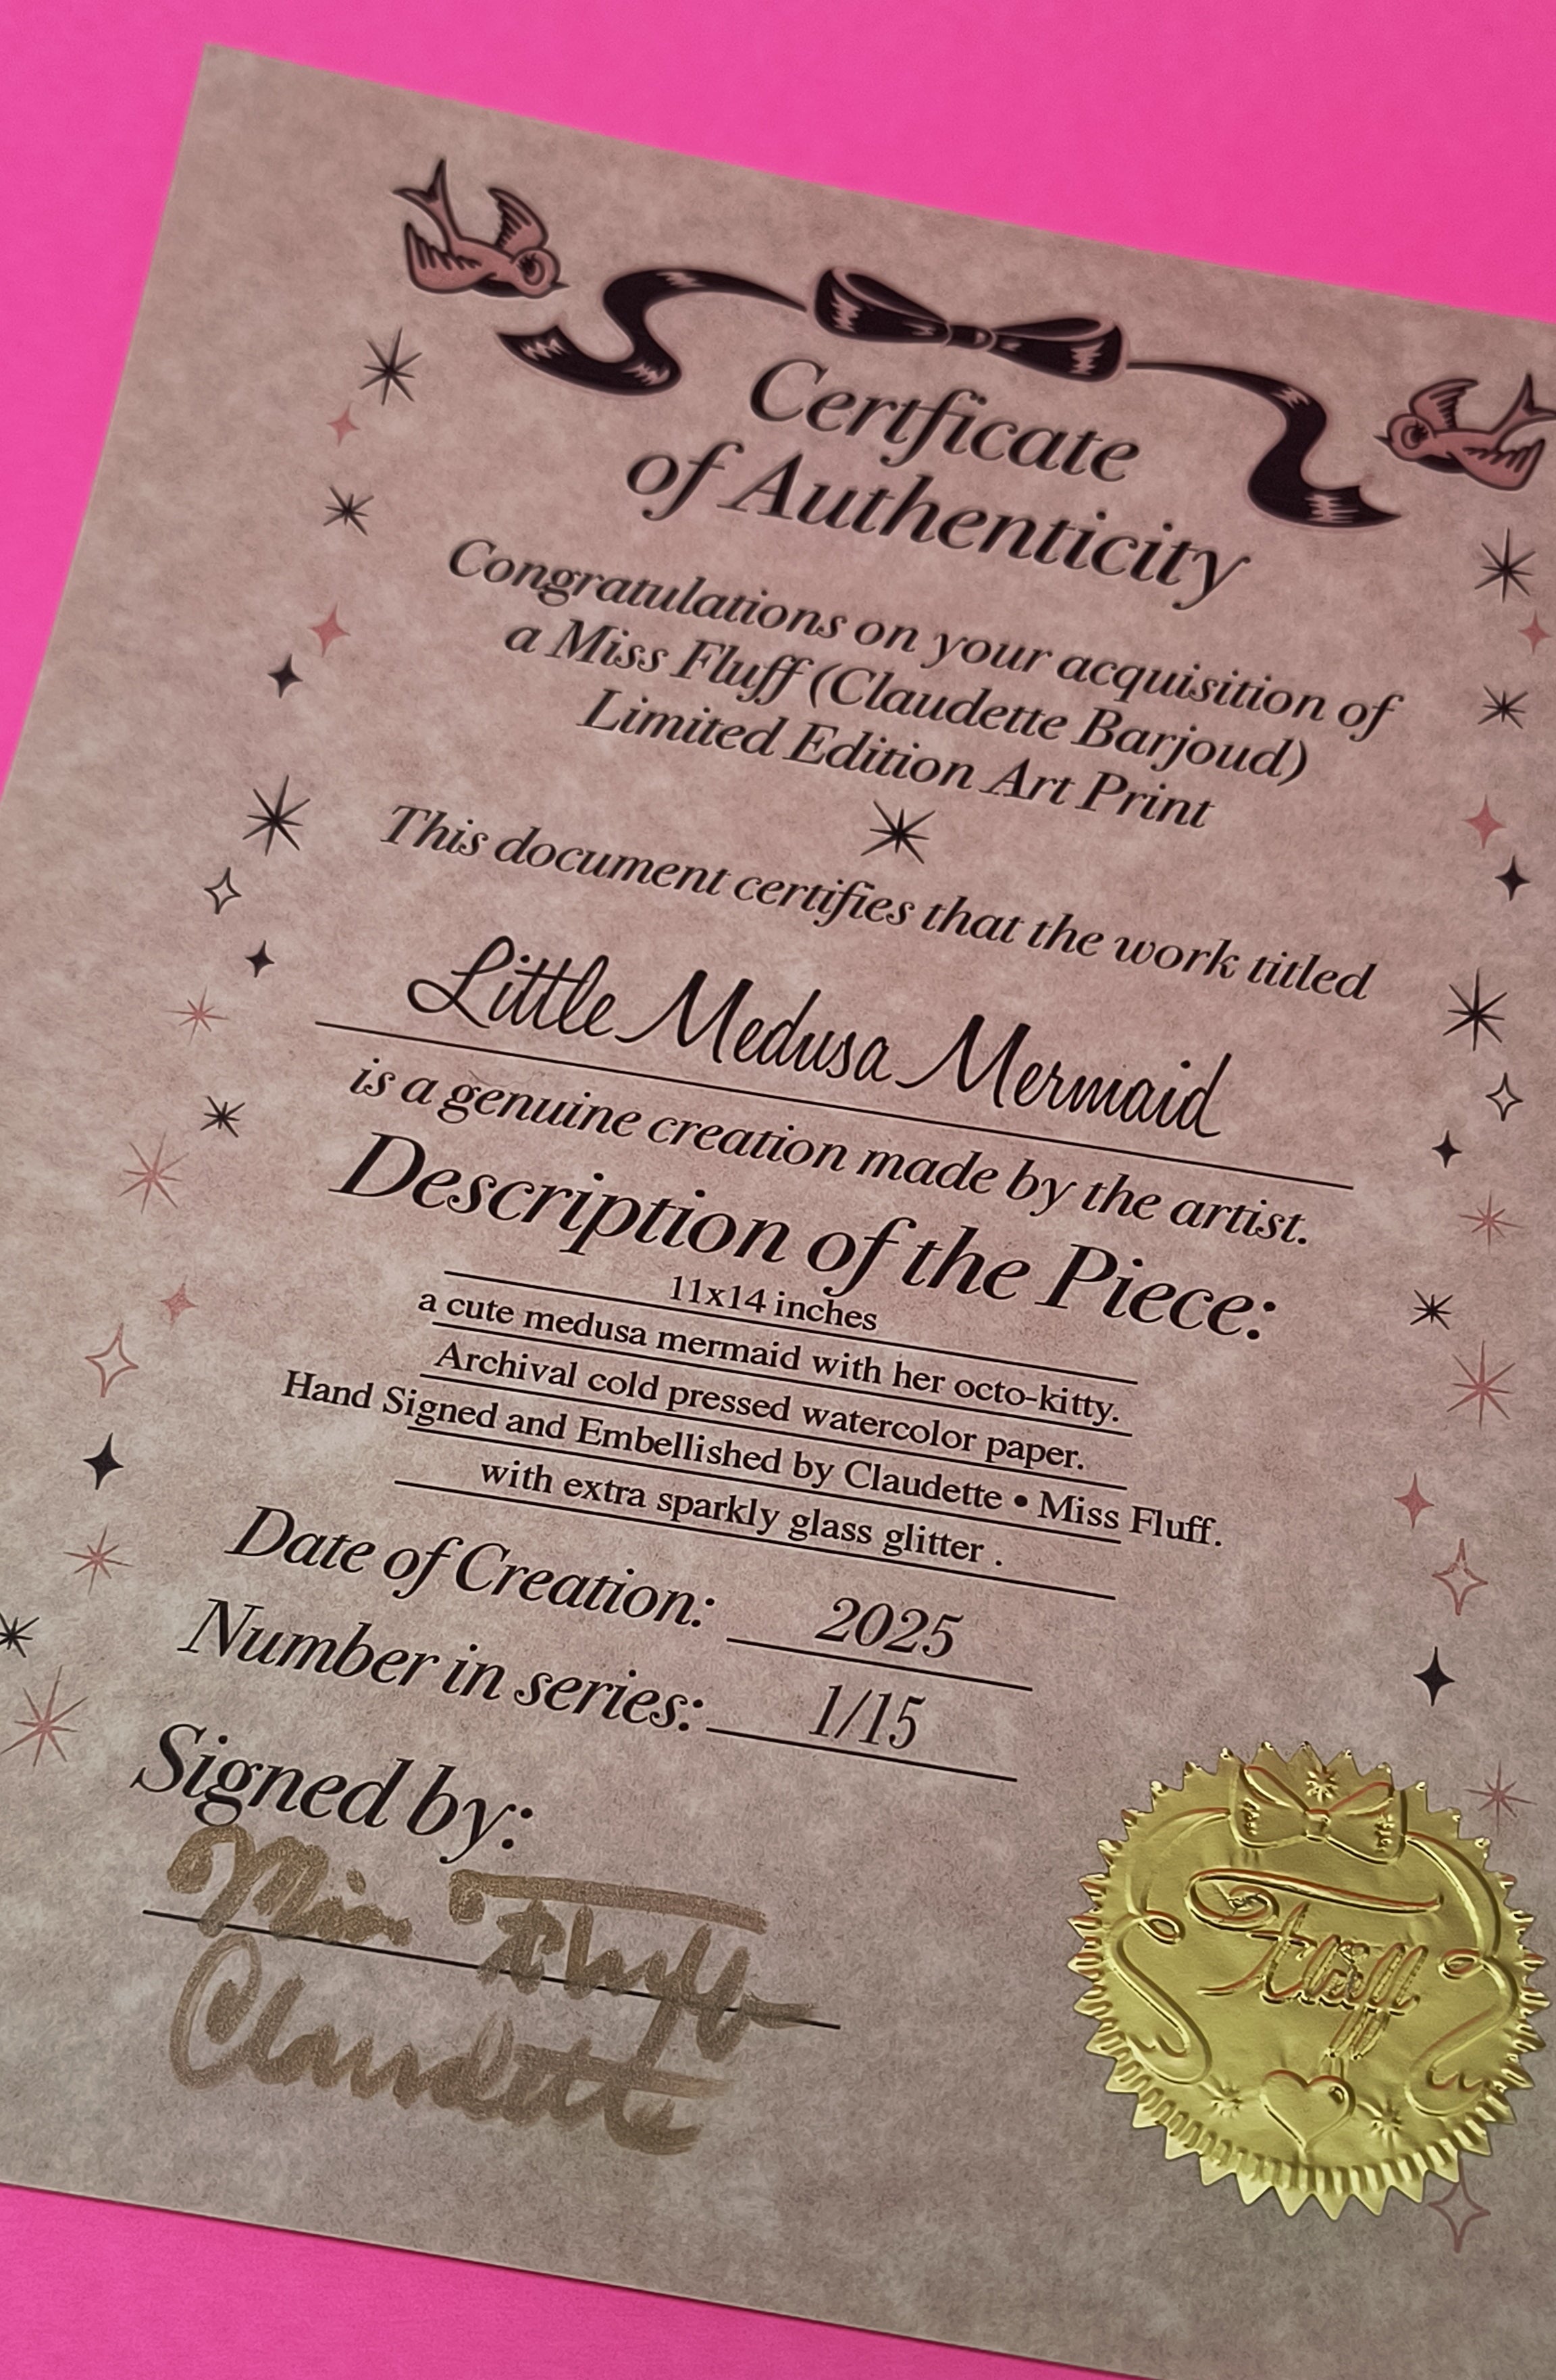 Certficate
of Authenticity
Congratulations on your acquisition of
a Miss Fluff (Claudette Barjoud)
Limited Edition Art Print
This document certifies that the work titled
Little Medusa Mermaid
is a genuine creation made by the artist.
Description of the Piece:
11x14 inches
a cute medusa mermaid with her octo-kitty.
Archival cold pressed watercolor paper.
Hand Signed and Embellished by Claudette • Miss Fluff.
with extra sparkly glass glitter .
Date of Creation: 2025
Number in series: 1/15
Signed by:
Miss Fluff
Claudette
Fluff